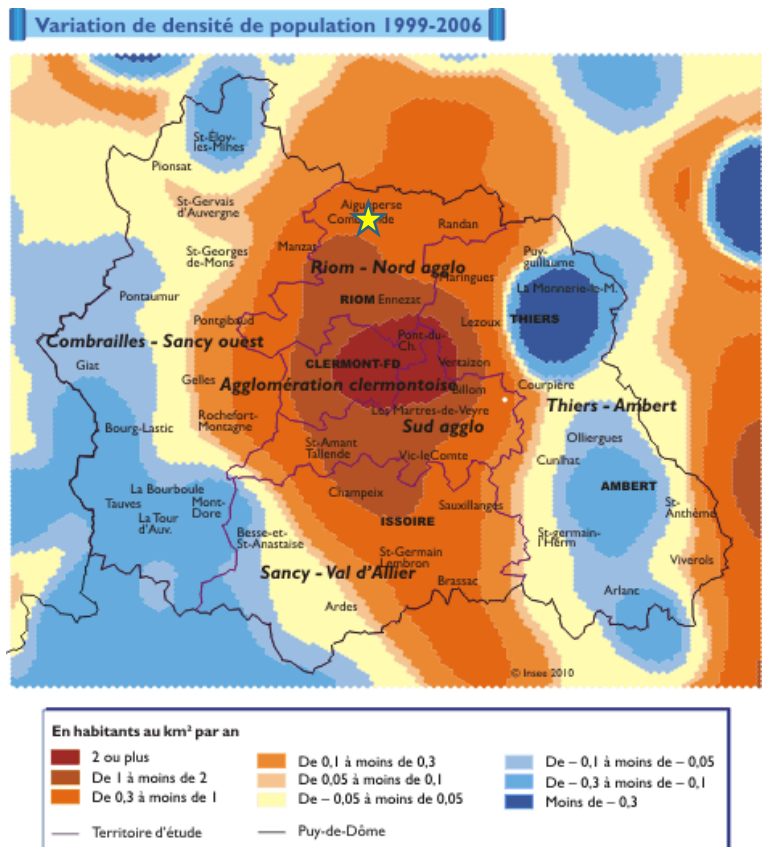 Variation de densité de population 1999-2006
St-Éloy-
les-Mines
Pionsat
St-Gervais
d'Auvergne
Aigueperse
Randan
St-Georges
de-Mons
Manzat
Puy-
guillaume
Riom - Nord agglo
Maringues
La Monnerie-le-M.
Pontaumur
RIOM Ennezat
Pontgibaud
Lezoux
THIERS
Combrailles - Sancy ouest
Pont-du-
Ch.
Giat
CLERMONT-FD
Vertaizon
Gelles
Agglomération clermontoise
Billom
Courpière
Thiers - Ambert
Rochefort-
Montagne
Les Martres-de-Veyre
Sud agglo
Bourg-Lastic
St-Amant
Tallende
Vic-leComte
Olliergues
Cunlhat
La Bourboule
Tauves
Mont-
Dore
La Tour
d'Auv.
Champeix
Sauxillanges
AMBERT
St-
Anthème
ISSOIRE
Besse-et-
St-Anastaise
St-germain-
l'Herm
St-Germain
Lembron
Viverols
Sancy - Val d'Allier
Brassac
Arlanc
Ardes
© Insee 2010
En habitants au km² par an
2 ou plus
De 1 à moins de 2
De 0,3 à moins de 1
De 0,1 à moins de 0,3
De 0,05 à moins de 0,1
De – 0,05 à moins de 0,05
De – 0,1 à moins de – 0,05
De – 0,3 à moins de – 0,1
Moins de – 0,3
Territoire d'étude
Puy-de-Dôme